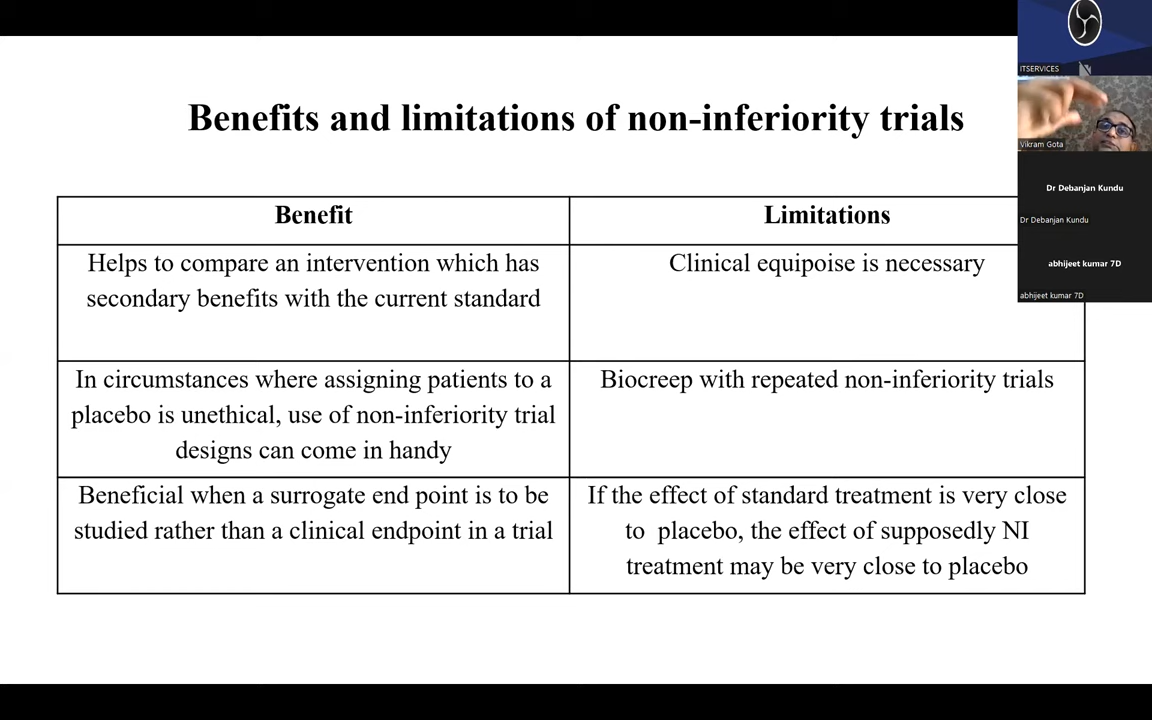 Benefits and limitations of non-inferiority trials
Benefit
Limitations
Helps to compare an intervention which has
secondary benefits with the current standard
Clinical equipoise is necessary
In circumstances where assigning patients to a
placebo is unethical, use of non-inferiority trial
designs can come in handy
Biocreep with repeated non-inferiority trials
Beneficial when a surrogate end point is to be
studied rather than a clinical endpoint in a trial
If the effect of standard treatment is very close
to placebo, the effect of supposedly NI
treatment may be very close to placebo
ITSERVICES
Vikram Gota
Dr Debanjan Kundu
Dr Debanjan Kundu
abhijeet kumar 7D
abhijeet kumar 7D